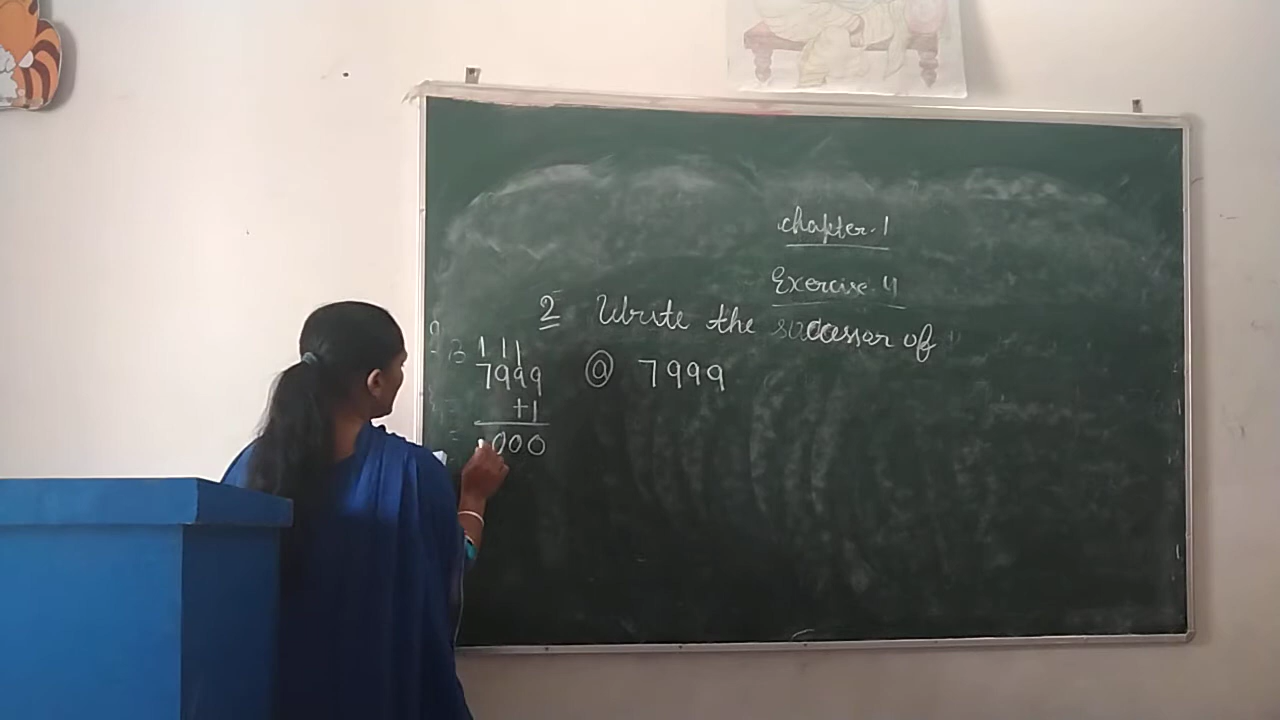 chapter-1
Exercise-4
2 Write the successor of
1 1 1
7999 @ 7999
+1
000